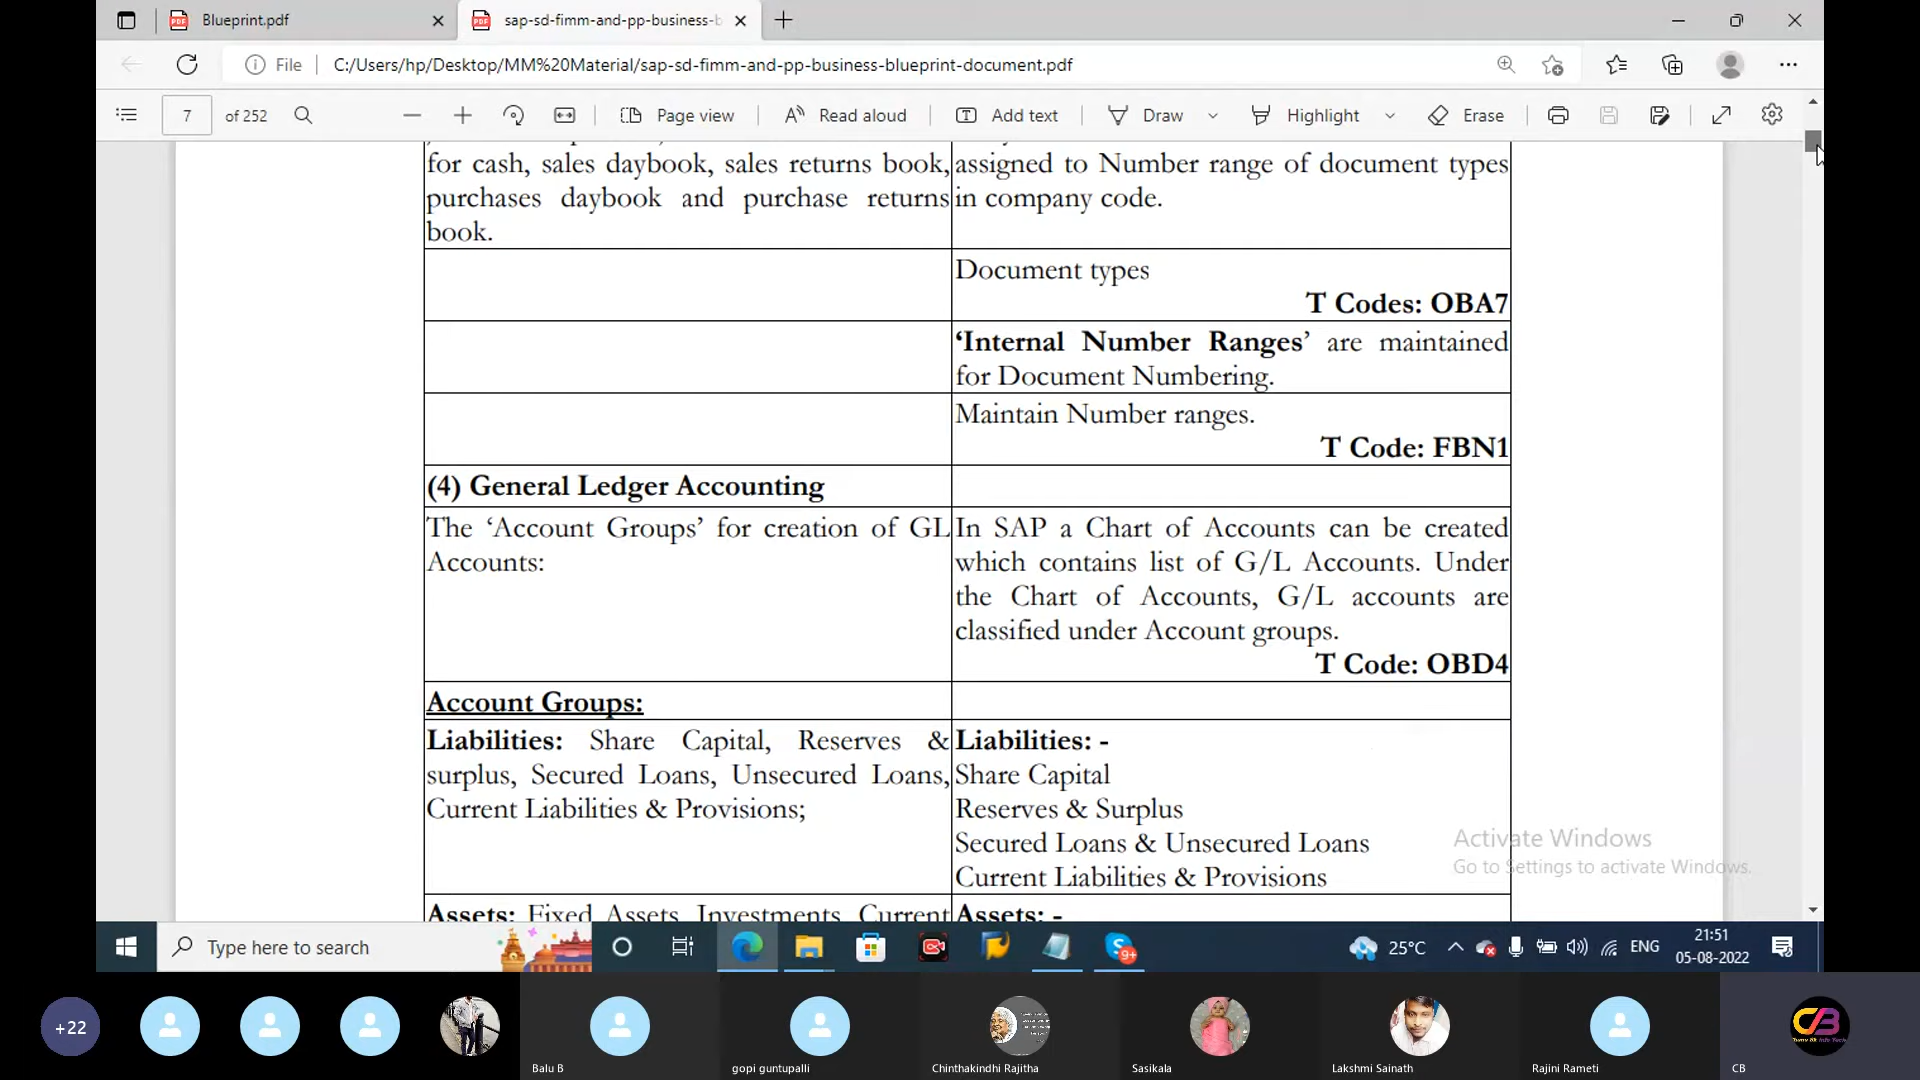 Blueprint.pdf
sap-sd-fimm-and-pp-business-b
File
C:/Users/hp/Desktop/MM%20Material/sap-sd-fimm-and-pp-business-blueprint-document.pdf
7 of 252
Page view
Read aloud
Add text
Draw
Highlight
Erase
for cash, sales daybook, sales returns book,
purchases daybook and purchase returns
book.
assigned to Number range of document types
in company code.
Document types
T Codes: OBA7
‘Internal Number Ranges’ are maintained
for Document Numbering.
Maintain Number ranges.
T Code: FBN1
(4) General Ledger Accounting
The ‘Account Groups’ for creation of GL
Accounts:
In SAP a Chart of Accounts can be created
which contains list of G/L Accounts. Under
the Chart of Accounts, G/L accounts are
classified under Account groups.
T Code: OBD4
Account Groups:
Liabilities: Share Capital, Reserves &
surplus, Secured Loans, Unsecured Loans,
Current Liabilities & Provisions;
Liabilities: -
Share Capital
Reserves & Surplus
Secured Loans & Unsecured Loans
Current Liabilities & Provisions
Assets: Fixed Assets, Investments, Current
Assets: -
Activate Windows
Go to Settings to activate Windows.
Type here to search
9+
25°C
ENG
21:51
05-08-2022
+22
Balu B
gopi guntupalli
Chinthakindhi Rajitha
Sasikala
Lakshmi Sainath
Rajini Rameti
CB